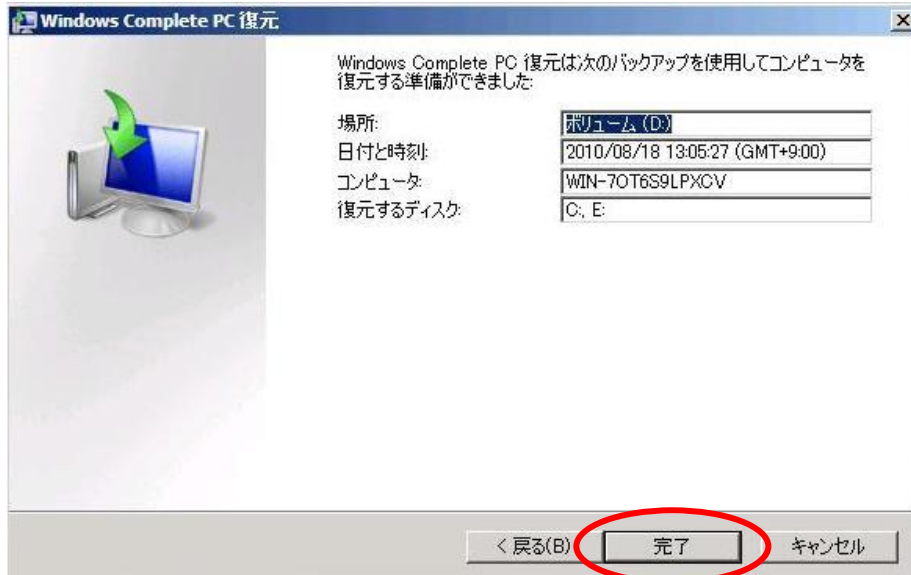 Windows Complete PC 復元
Windows Complete PC 復元は次のバックアップを使用してコンピュータを
復元する準備ができました:
場所: ボリューム (D:)
日付と時刻: 2010/08/18 13:05:27 (GMT+9:00)
コンピュータ: WIN-7OT6S9LPXCV
復元するディスク: C:, E:
< 戻る(B) 完了 キャンセル